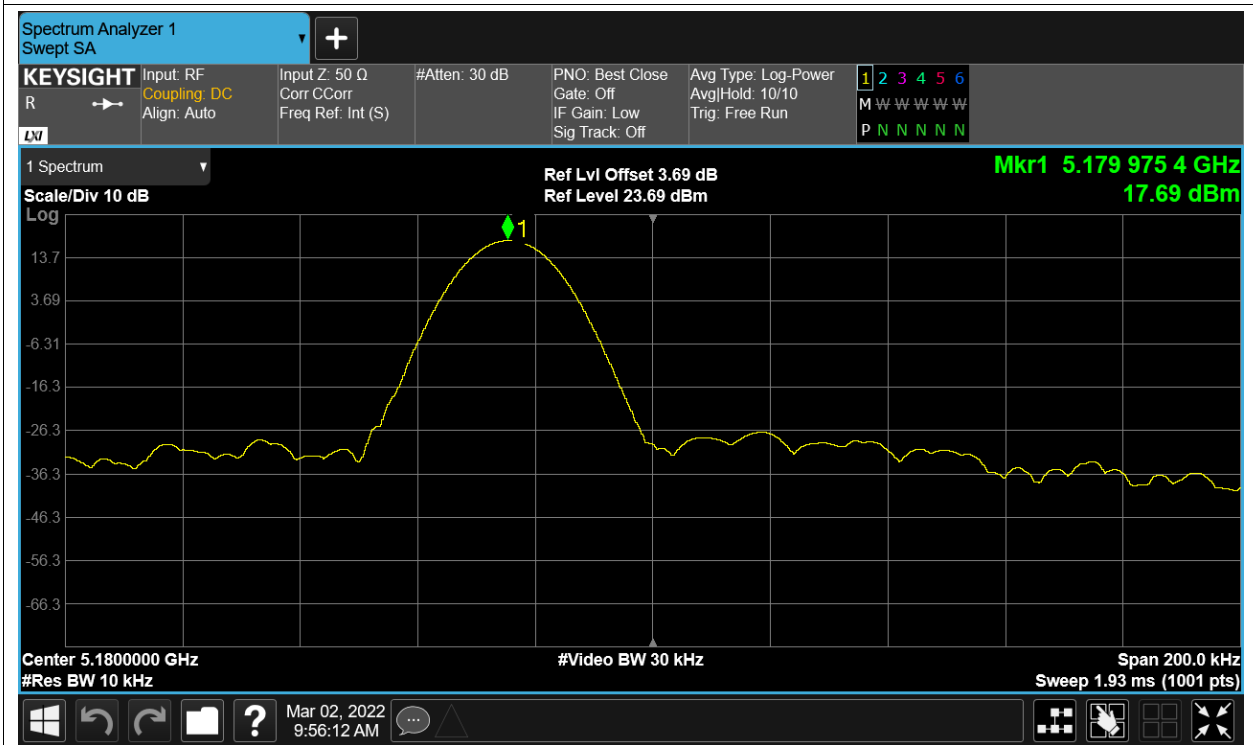 Spectrum Analyzer 1
Swept SA
KEYSIGHT
R
LXI
Input: RF
Coupling: DC
Align: Auto
Input Z: 50 Ω
Corr CCorr
Freq Ref: Int (S)
#Atten: 30 dB
PNO: Best Close
Gate: Off
IF Gain: Low
Sig Track: Off
Avg Type: Log-Power
Avg|Hold: 10/10
Trig: Free Run
1 2 3 4 5 6
M W W W W W W
P N N N N N N
1 Spectrum
Scale/Div 10 dB
Log
Ref Lvl Offset 3.69 dB
Ref Level 23.69 dBm
Mkr1 5.179 975 4 GHz
17.69 dBm
1
13.7
3.69
-6.31
-16.3
-26.3
-36.3
-46.3
-56.3
-66.3
Center 5.1800000 GHz
#Res BW 10 kHz
#Video BW 30 kHz
Span 200.0 kHz
Sweep 1.93 ms (1001 pts)
?
Mar 02, 2022
9:56:12 AM